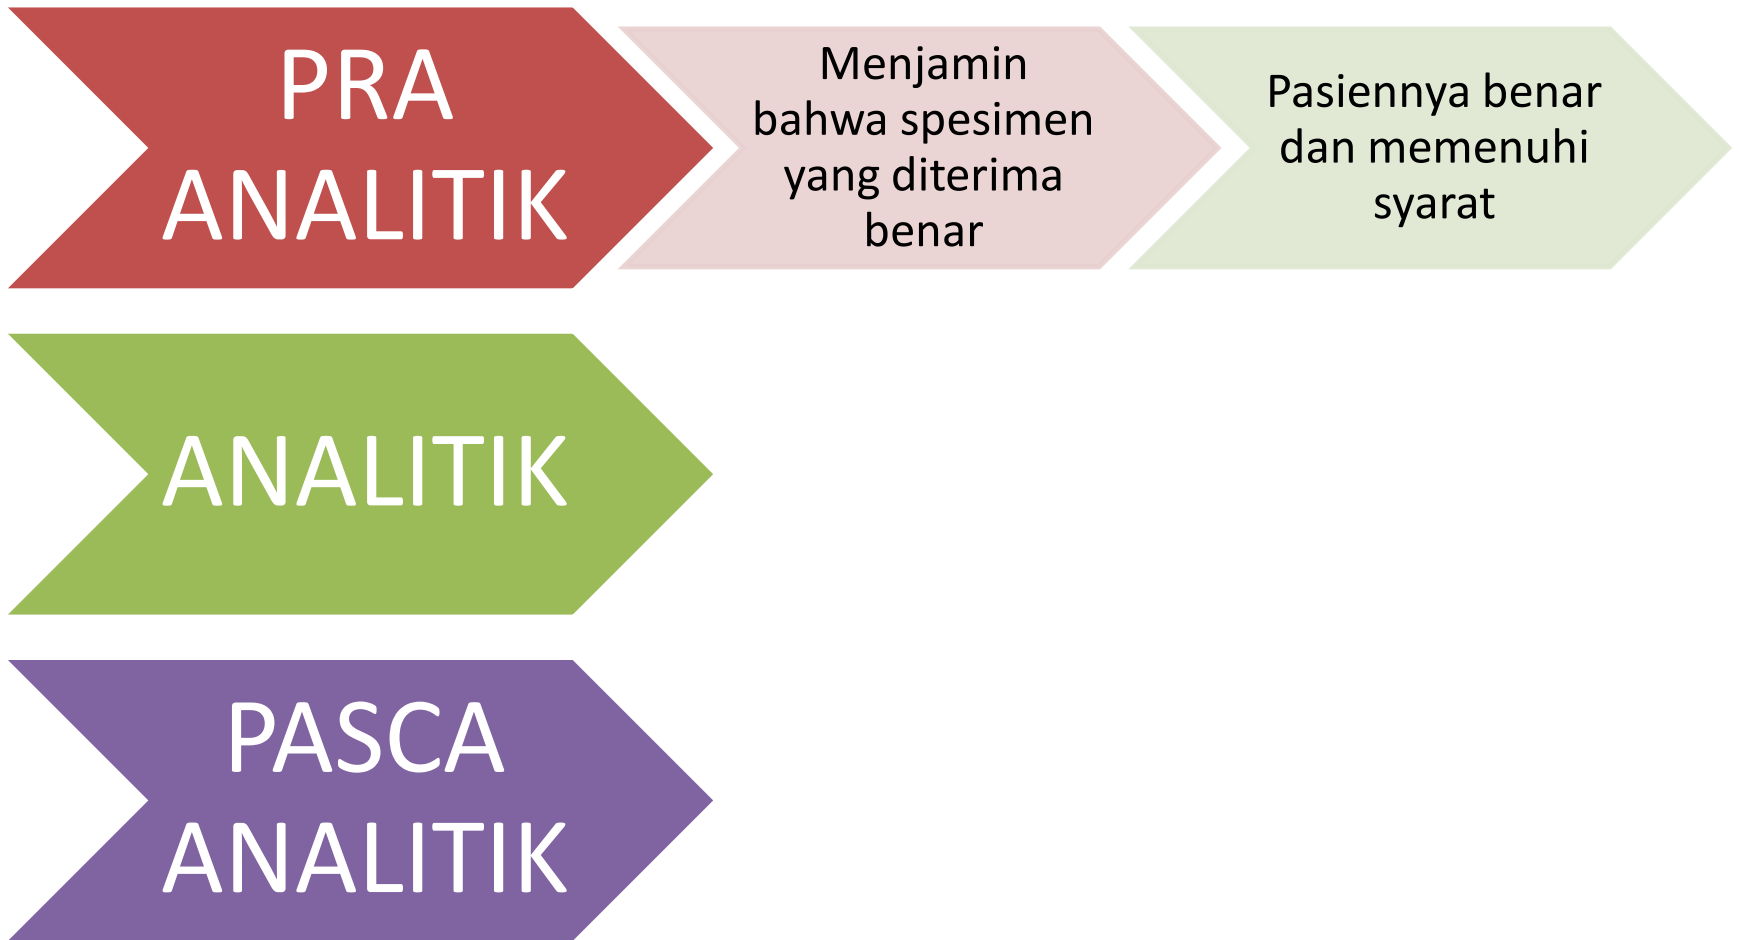 PRA
ANALITIK
Menjamin
bahwa spesimen
yang diterima
benar
Pasiennya benar
dan memenuhi
syarat
ANALITIK
PASCA
ANALITIK